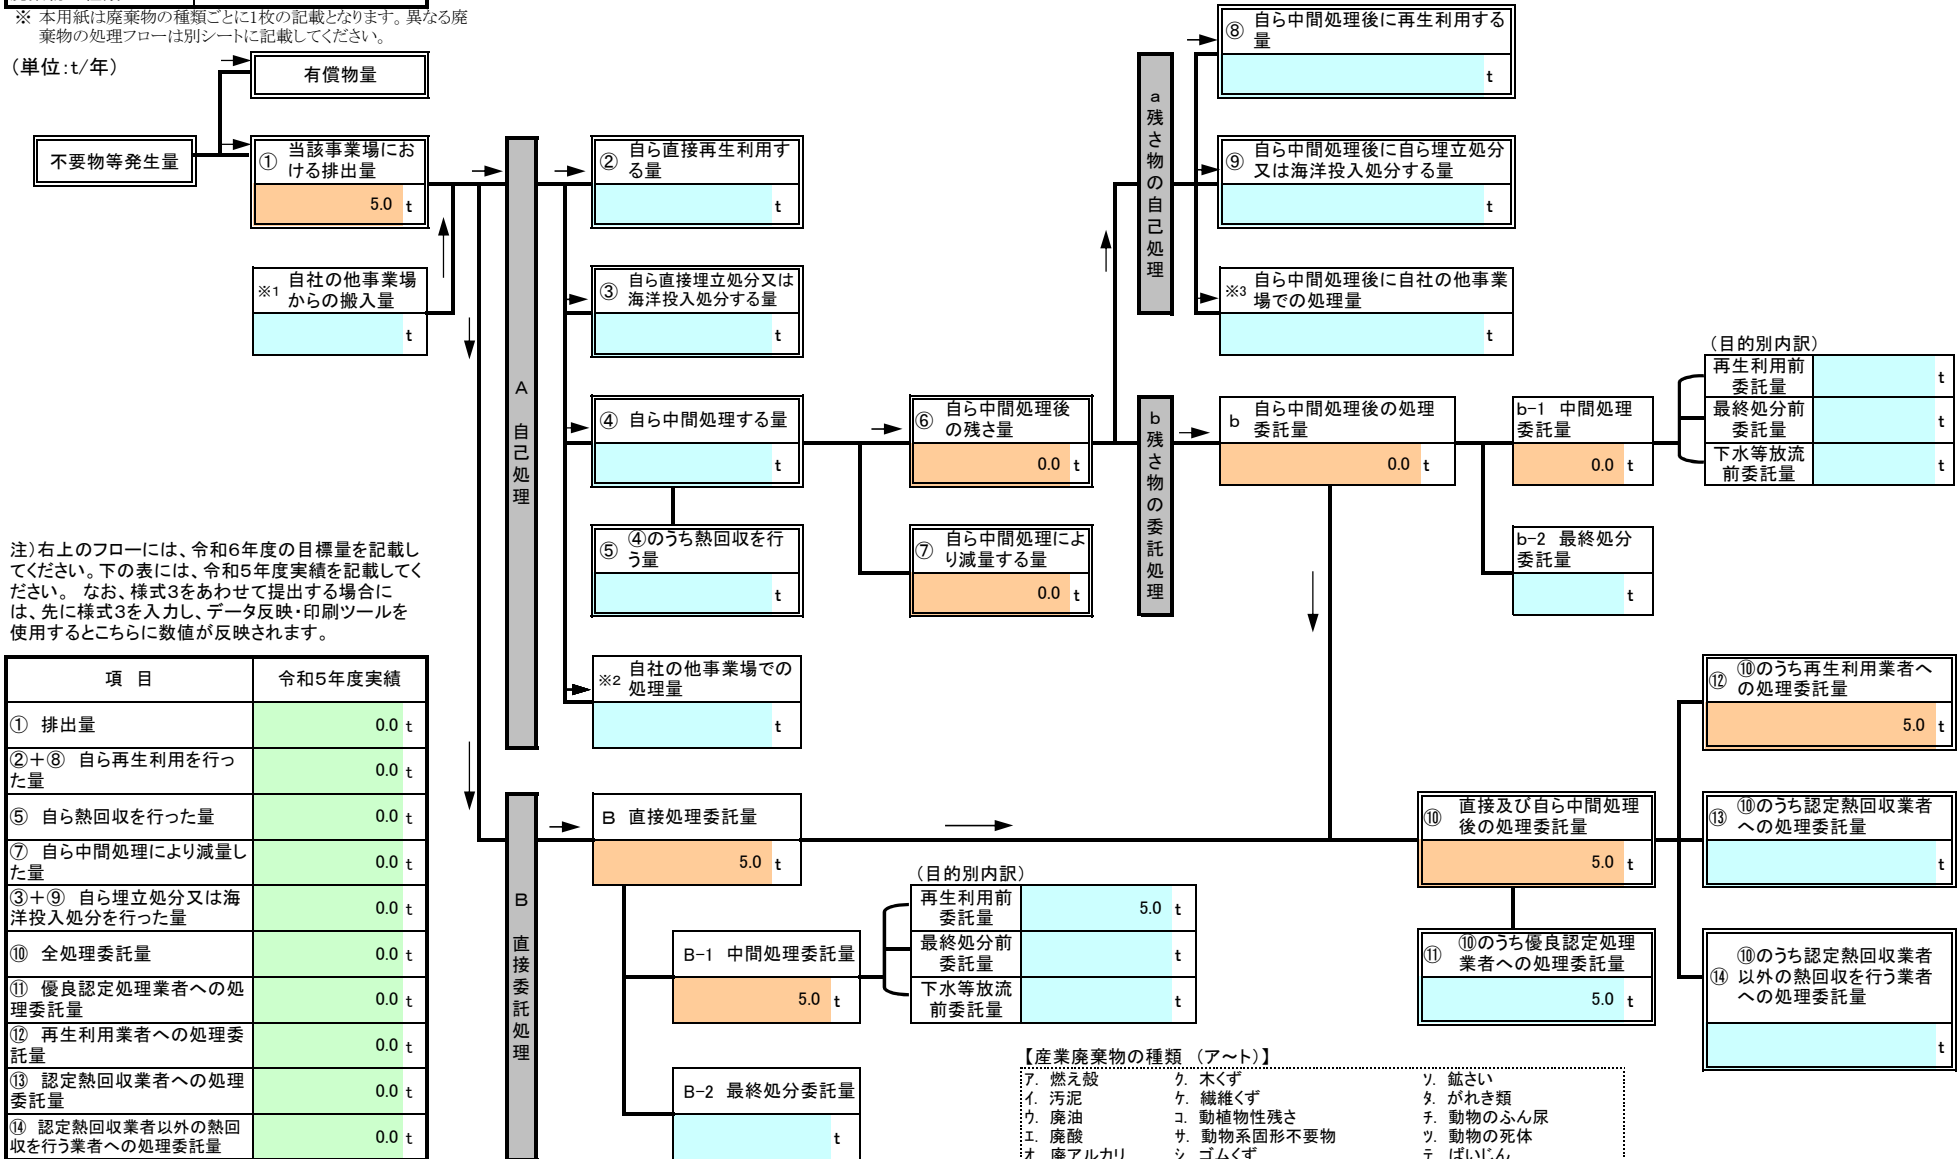 ※ 本用紙は廃棄物の種類ごとに1枚の記載となります。異なる廃
棄物の処理フローは別シートに記載してください。
（単位：t/年）
有償物量
不要物等発生量
① 当該事業場にお
ける排出量
5.0 t
※1 自社の他事業場
からの搬入量
t
A 自己処理
② 自ら直接再生利用す
る量
t
③ 自ら直接埋立処分又は
海洋投入処分する量
t
④ 自ら中間処理する量
t
⑤ ④のうち熱回収を行
う量
t
※2 自社の他事業場での
処理量
t
⑥ 自ら中間処理後
の残さ量
0.0 t
⑦ 自ら中間処理によ
り減量する量
0.0 t
a 残さ物の自己処理
⑧ 自ら中間処理後に再生利用する
量
t
⑨ 自ら中間処理後に自ら埋立処分
又は海洋投入処分する量
t
※3 自ら中間処理後に自社の他事業
場での処理量
t
b 残さ物の委託処理
b 自ら中間処理後の処理
委託量
0.0 t
b-1 中間処理
委託量
0.0 t
b-2 最終処分
委託量
t
（目的別内訳）
再生利用前
委託量
t
最終処分前
委託量
t
下水等放流
前委託量
t
注）右上のフローには、令和６年度の目標量を記載し
てください。下の表には、令和５年度実績を記載してく
ださい。 なお、様式３をあわせて提出する場合に
は、先に様式３を入力し、データ反映・印刷ツールを
使用するとこちらに数値が反映されます。
項 目 令和５年度実績
① 排出量 0.0 t
②＋⑧ 自ら再生利用を行っ
た量 0.0 t
⑤ 自ら熱回収を行った量 0.0 t
⑦ 自ら中間処理により減量し
た量 0.0 t
③＋⑨ 自ら埋立処分又は海
洋投入処分を行った量 0.0 t
⑩ 全処理委託量 0.0 t
⑪ 優良認定処理業者への処
理委託量 0.0 t
⑫ 再生利用業者への処理委
託量 0.0 t
⑬ 認定熱回収業者への処理
委託量 0.0 t
⑭ 認定熱回収業者以外の熱回
収を行う業者への処理委託量 0.0 t
B 直接委託処理
B 直接処理委託量
5.0 t
B-1 中間処理委託量
5.0 t
B-2 最終処分委託量
t
（目的別内訳）
再生利用前
委託量
5.0 t
最終処分前
委託量
t
下水等放流
前委託量
t
⑩ 直接及び自ら中間処理
後の処理委託量
5.0 t
⑪ ⑩のうち優良認定処理
業者への処理委託量
5.0 t
⑫ ⑩のうち再生利用業者へ
の処理委託量
5.0 t
⑬ ⑩のうち認定熱回収業者
への処理委託量
t
⑭ ⑩のうち認定熱回収業者
以外の熱回収を行う業者
への処理委託量
t
【産業廃棄物の種類 （ア～ト）】
ア. 燃え殻 ク. 木くず ソ. 鉱さい
イ. 汚泥 ケ. 繊維くず タ. がれき類
ウ. 廃油 コ. 動植物性残さ チ. 動物のふん尿
エ. 廃酸 サ. 動物系固形不要物 ツ. 動物の死体
オ. 廃アルカリ シ. ゴムくず テ. ばいじん